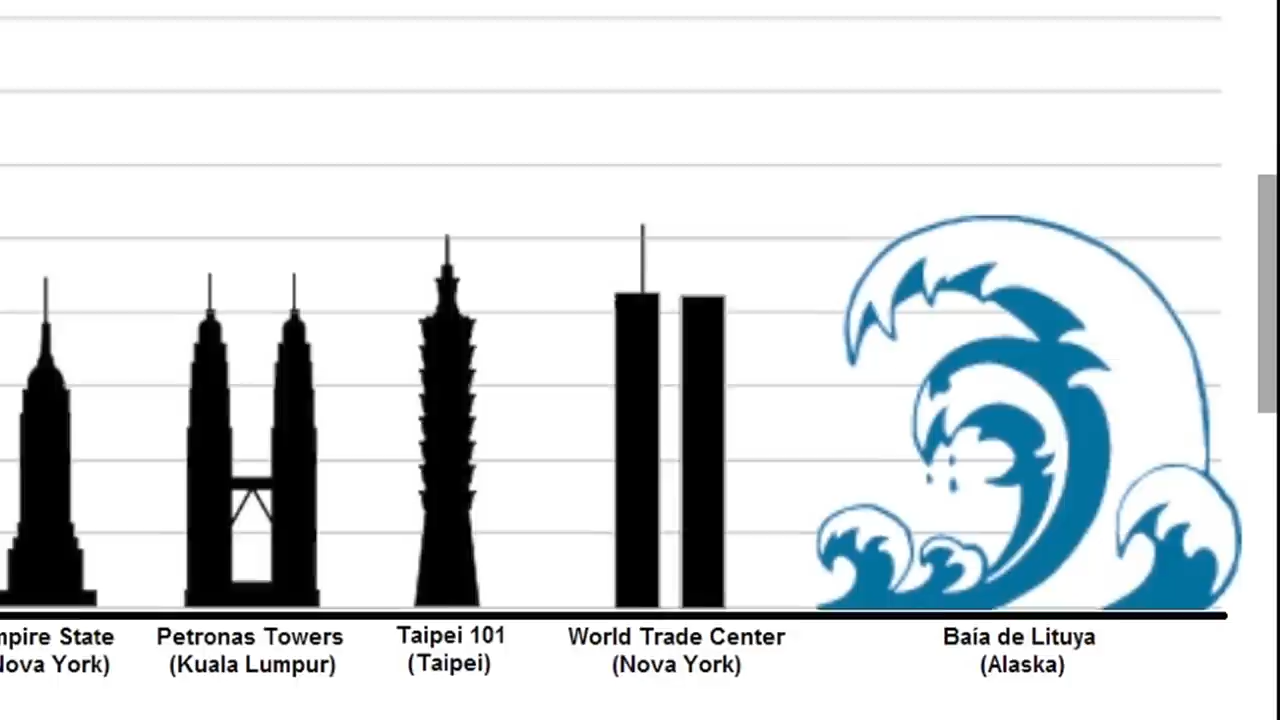 mpire State
Nova York)
Petronas Towers
(Kuala Lumpur)
Taipei 101
(Taipei)
World Trade Center
(Nova York)
Baía de Lituya
(Alaska)